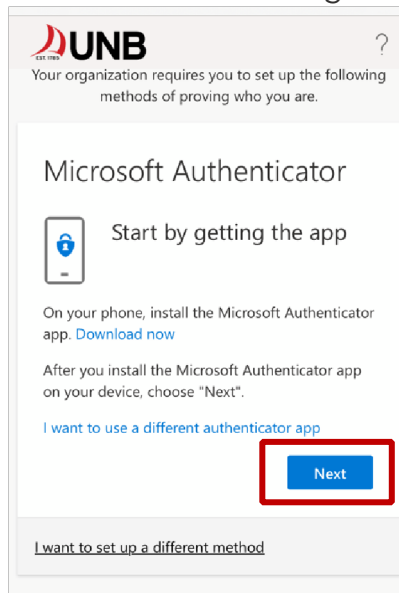 UNB
EST. 1785
?
Your organization requires you to set up the following
methods of proving who you are.
Microsoft Authenticator
Start by getting the app
On your phone, install the Microsoft Authenticator
app. Download now
After you install the Microsoft Authenticator app
on your device, choose "Next".
I want to use a different authenticator app
Next
I want to set up a different method